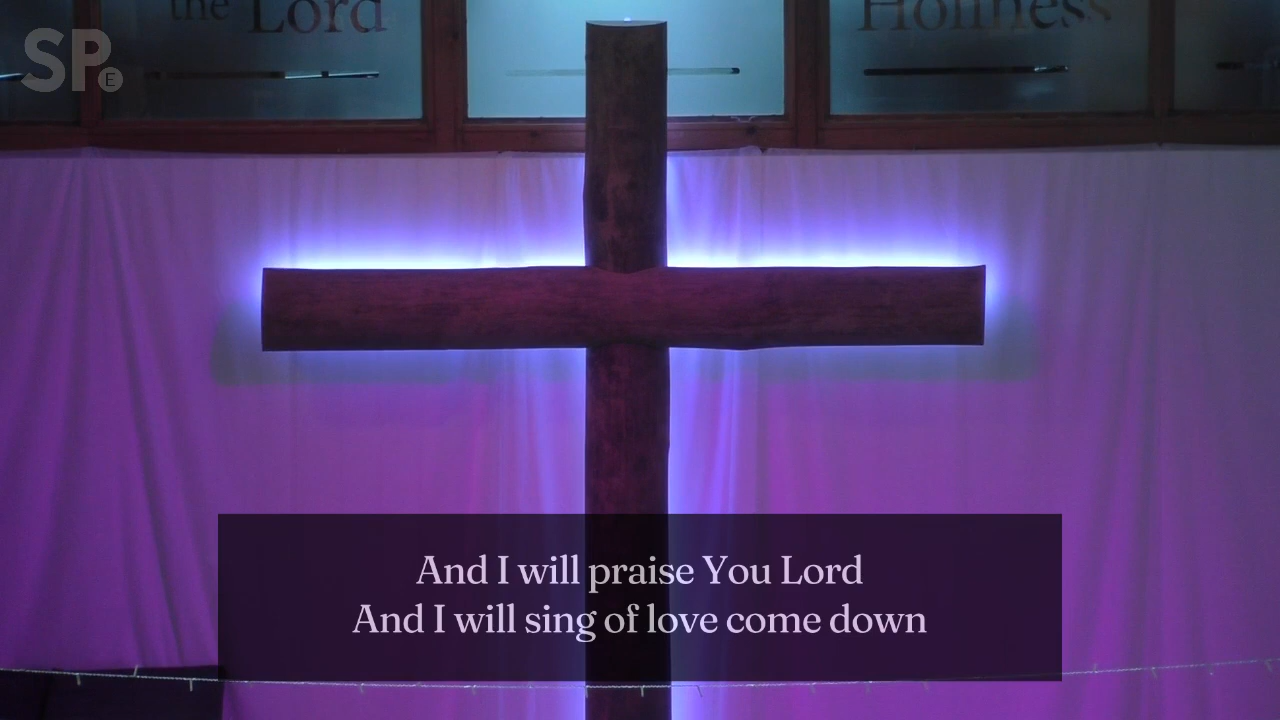 the Lord
Holiness
SP
E
And I will praise You Lord
And I will sing of love come down